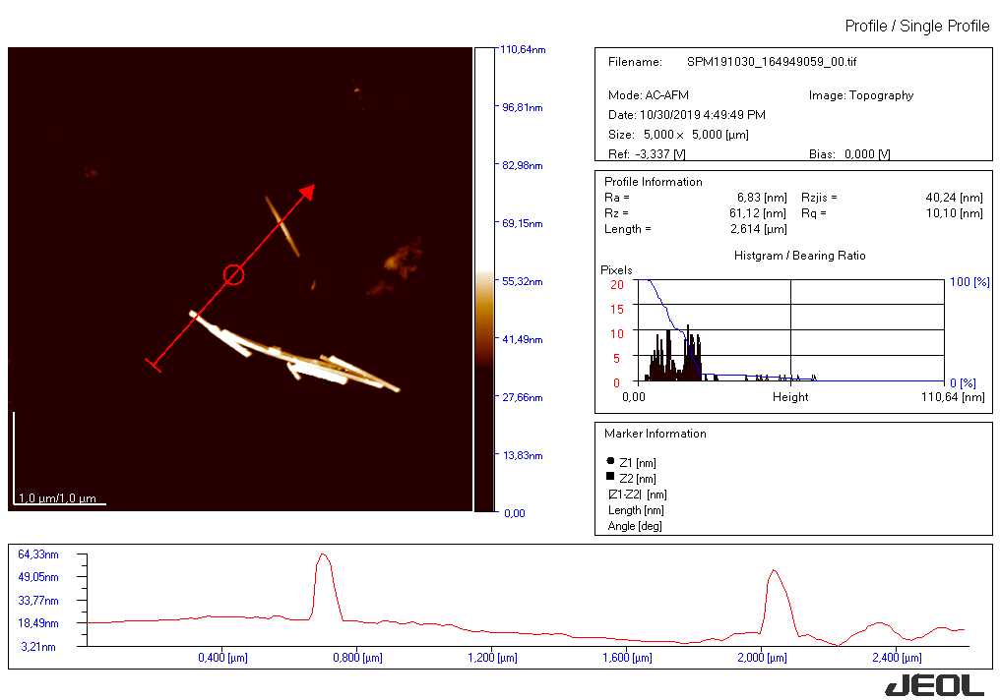 Profile / Single Profile
110,64nm
96,81nm
82,98nm
69,15nm
55,32nm
41,49nm
27,66nm
13,83nm
0,00
1,0 µm/1,0 µm
Filename: SPM191030_164949059_00.tif
Mode: AC-AFM Image: Topography
Date: 10/30/2019 4:49:49 PM
Size: 5,000 × 5,000 [µm]
Ref: -3,337 [V] Bias: 0,000 [V]
Profile Information
Ra = 6,83 [nm] Rzjis = 40,24 [nm]
Rz = 61,12 [nm] Rq = 10,10 [nm]
Length = 2,614 [µm]
Histgram / Bearing Ratio
Pixels
20 100 [%]
15
10
5
0 0 [%]
0,00 Height 110,64 [nm]
Marker Information
Z1 [nm]
Z2 [nm]
|Z1-Z2| [nm]
Length [nm]
Angle [deg]
64,33nm
49,05nm
33,77nm
18,49nm
3,21nm
0,400 [µm] 0,800 [µm] 1,200 [µm] 1,600 [µm] 2,000 [µm] 2,400 [µm]
JEOL